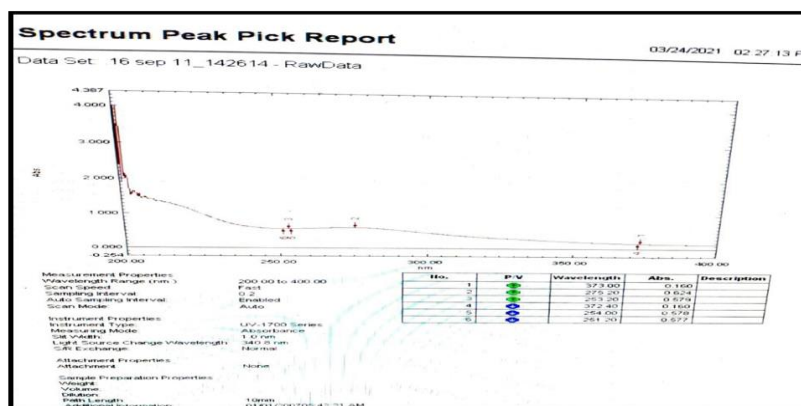 Spectrum Peak Pick Report
03/24/2021 02:27:13 P
Data Set: 16 sep 11_142614 - RawData
4.387
4.000
3.000
2.000
1.000
0.000
-0.254
Abs.
200.00 250.00 300.00 350.00 400.00
nm.
Measurement Properties
Wavelength Range (nm.): 200.00 to 400.00
Scan Speed: Fast
Sampling Interval: 0.2
Auto Sampling Interval: Enabled
Scan Mode: Auto
No. P/V Wavelength Abs. Description
1 373.00 0.160
2 275.20 0.624
3 253.20 0.579
4 372.40 0.160
5 254.00 0.578
6 251.20 0.577
Instrument Properties
Instrument Type: UV-1700 Series
Measuring Mode: Absorbance
Slit Width: 1.0 nm
Light Source Change Wavelength: 340.8 nm
S/R Exchange: Normal
Attachment Properties
Attachment: None
Sample Preparation Properties
Weight:
Volume:
Dilution:
Path Length: 10mm
Additional Information: